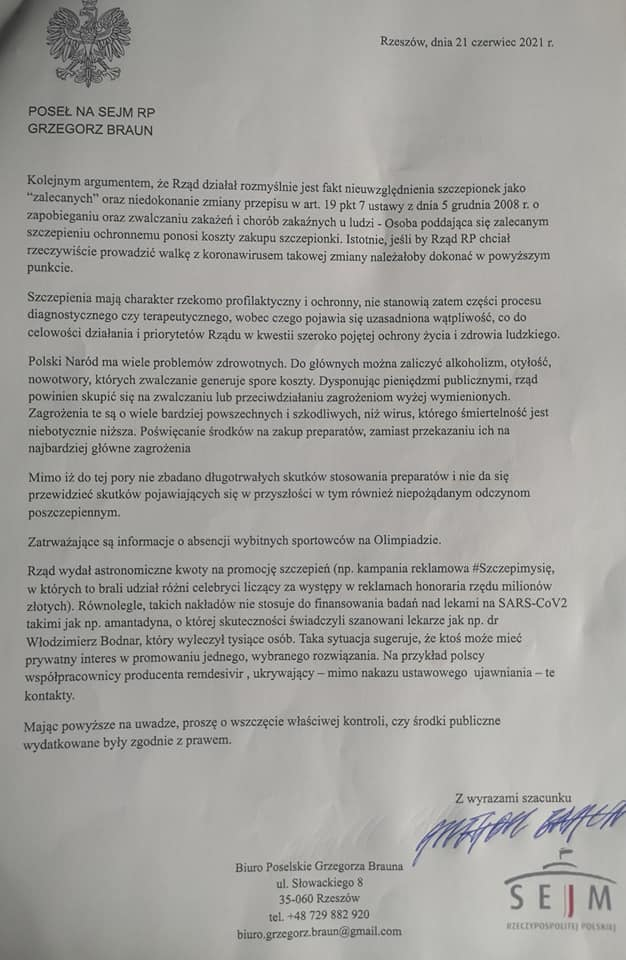 Rzeszów, dnia 21 czerwiec 2021 r.
POSEŁ NA SEJM RP
GRZEGORZ BRAUN
Kolejnym argumentem, że Rząd działał rozmyślnie jest fakt nieuwzględnienia szczepionek jako
“zalecanych” oraz niedokonanie zmiany przepisu w art. 19 pkt 7 ustawy z dnia 5 grudnia 2008 r. o
zapobieganiu oraz zwalczaniu zakażeń i chorób zakaźnych u ludzi - Osoba poddająca się zalecanym
szczepieniu ochronnemu ponosi koszty zakupu szczepionki. Istotnie, jeśli by Rząd RP chciał
rzeczywiście prowadzić walkę z koronawirusem takowej zmiany należałoby dokonać w powyższym
punkcie.
Szczepienia mają charakter rzekomo profilaktyczny i ochronny, nie stanowią zatem części procesu
diagnostycznego czy terapeutycznego, wobec czego pojawia się uzasadniona wątpliwość, co do
celowości działania i priorytetów Rządu w kwestii szeroko pojętej ochrony życia i zdrowia ludzkiego.
Polski Naród ma wiele problemów zdrowotnych. Do głównych można zaliczyć alkoholizm, otyłość,
nowotwory, których zwalczanie generuje spore koszty. Dysponując pieniędzmi publicznymi, rząd
powinien skupić się na zwalczaniu lub przeciwdziałaniu zagrożeniom wyżej wymienionych.
Zagrożenia te są o wiele bardziej powszechnych i szkodliwych, niż wirus, którego śmiertelność jest
niebotycznie niższa. Poświęcanie środków na zakup preparatów, zamiast przekazaniu ich na
najbardziej główne zagrożenia
Mimo iż do tej pory nie zbadano długotrwałych skutków stosowania preparatów i nie da się
przewidzieć skutków pojawiających się w przyszłości w tym również niepożądanym odczynom
poszczepiennym.
Zatrważające są informacje o absencji wybitnych sportowców na Olimpiadzie.
Rząd wydał astronomiczne kwoty na promocję szczepień (np. kampania reklamowa #Szczepimysię,
w których to brali udział różni celebryci liczący za występy w reklamach honoraria rzędu milionów
złotych). Równolegle, takich nakładów nie stosuje do finansowania badań nad lekami na SARS-CoV2
takimi jak np. amantadyna, o której skuteczności świadczyli szanowani lekarze jak np. dr
Włodzimierz Bodnar, który wyleczył tysiące osób. Taka sytuacja sugeruje, że ktoś może mieć
prywatny interes w promowaniu jednego, wybranego rozwiązania. Na przykład polscy
współpracownicy producenta remdesivir , ukrywający – mimo nakazu ustawowego ujawniania – te
kontakty.
Mając powyższe na uwadze, proszę o wszczęcie właściwej kontroli, czy środki publiczne
wydatkowane były zgodnie z prawem.
Z wyrazami szacunku
Biuro Poselskie Grzegorza Brauna
ul. Słowackiego 8
35-060 Rzeszów
tel. +48 729 882 920
biuro.grzegorz.braun@gmail.com
SEJM
RZECZYPOSPOLITEJ POLSKIEJ